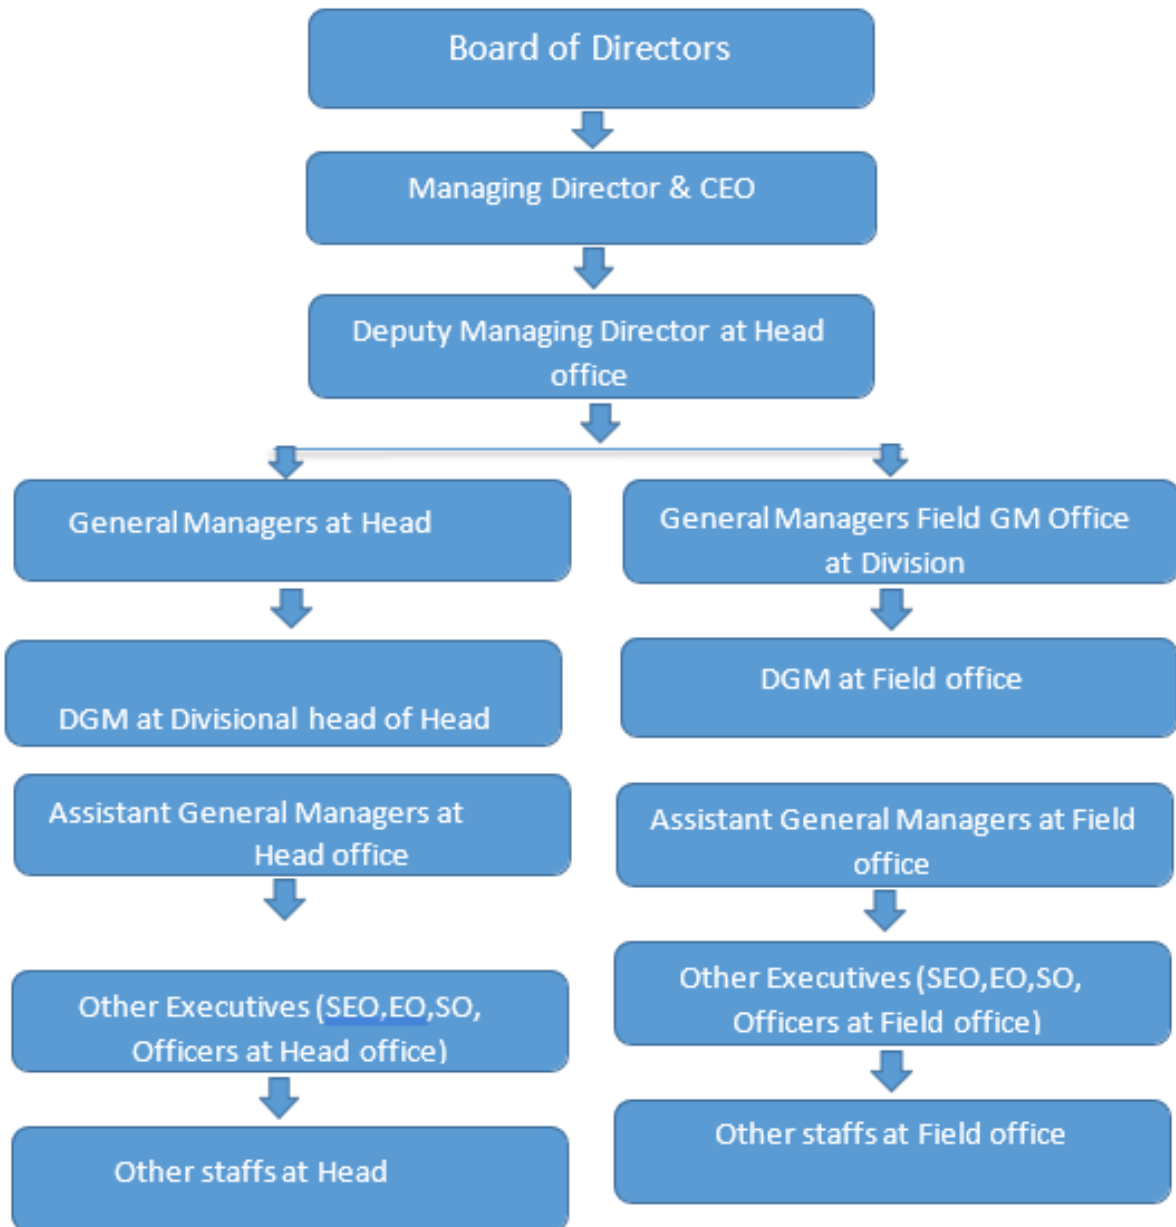 Board of Directors
Managing Director & CEO
Deputy Managing Director at Head
office
General Managers at Head
General Managers Field GM Office
at Division
DGM at Divisional head of Head
DGM at Field office
Assistant General Managers at
Head office
Assistant General Managers at Field
office
Other Executives (SEO,EO,SO,
Officers at Head office)
Other Executives (SEO,EO,SO,
Officers at Field office)
Other staffs at Head
Other staffs at Field office